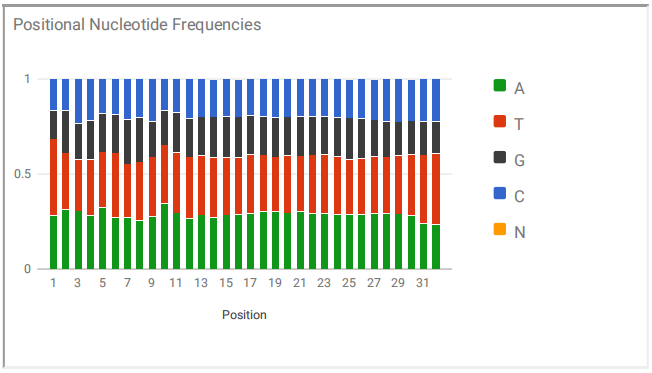 Positional Nucleotide Frequencies
1
0.5
0
1 3 5 7 9 11 13 15 17 19 21 23 25 27 29 31
Position
A
T
G
C
N